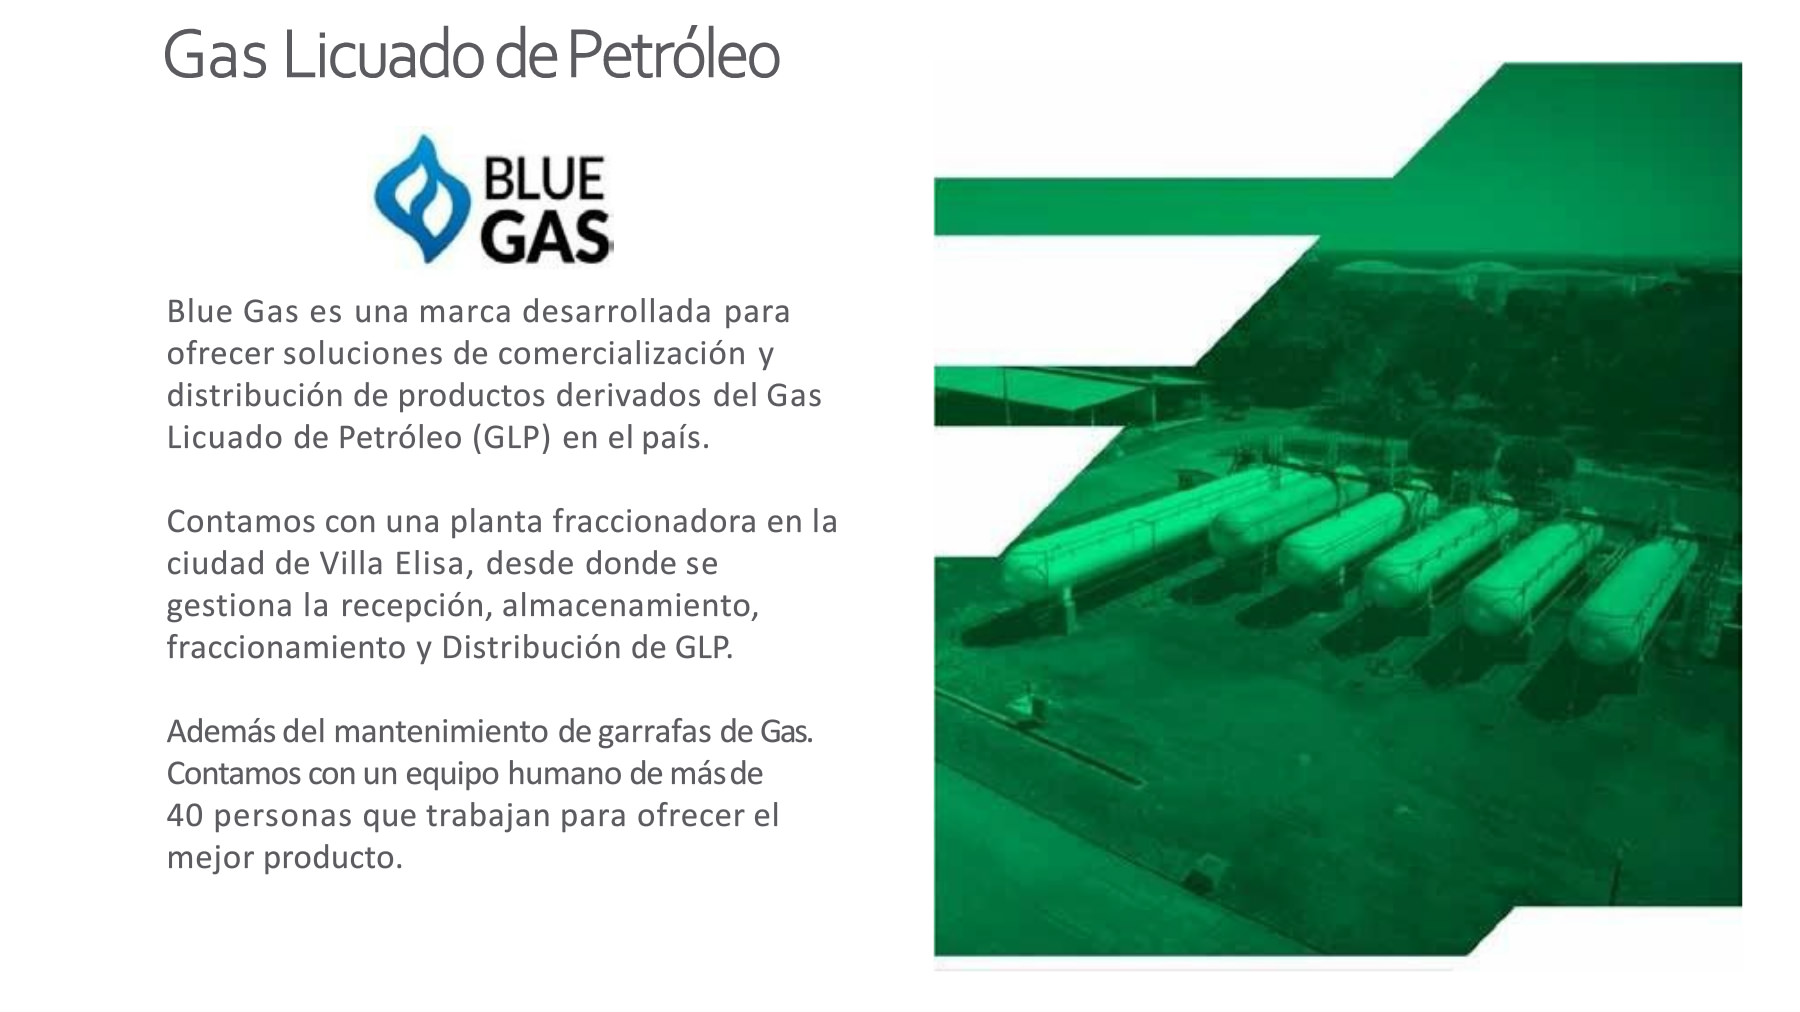 Gas Licuado de Petróleo
BLUE
GAS
Blue Gas es una marca desarrollada para
ofrecer soluciones de comercialización y
distribución de productos derivados del Gas
Licuado de Petróleo (GLP) en el país.
Contamos con una planta fraccionadora en la
ciudad de Villa Elisa, desde donde se
gestiona la recepción, almacenamiento,
fraccionamiento y Distribución de GLP.
Además del mantenimiento de garrafas de Gas.
Contamos con un equipo humano de más de
40 personas que trabajan para ofrecer el
mejor producto.